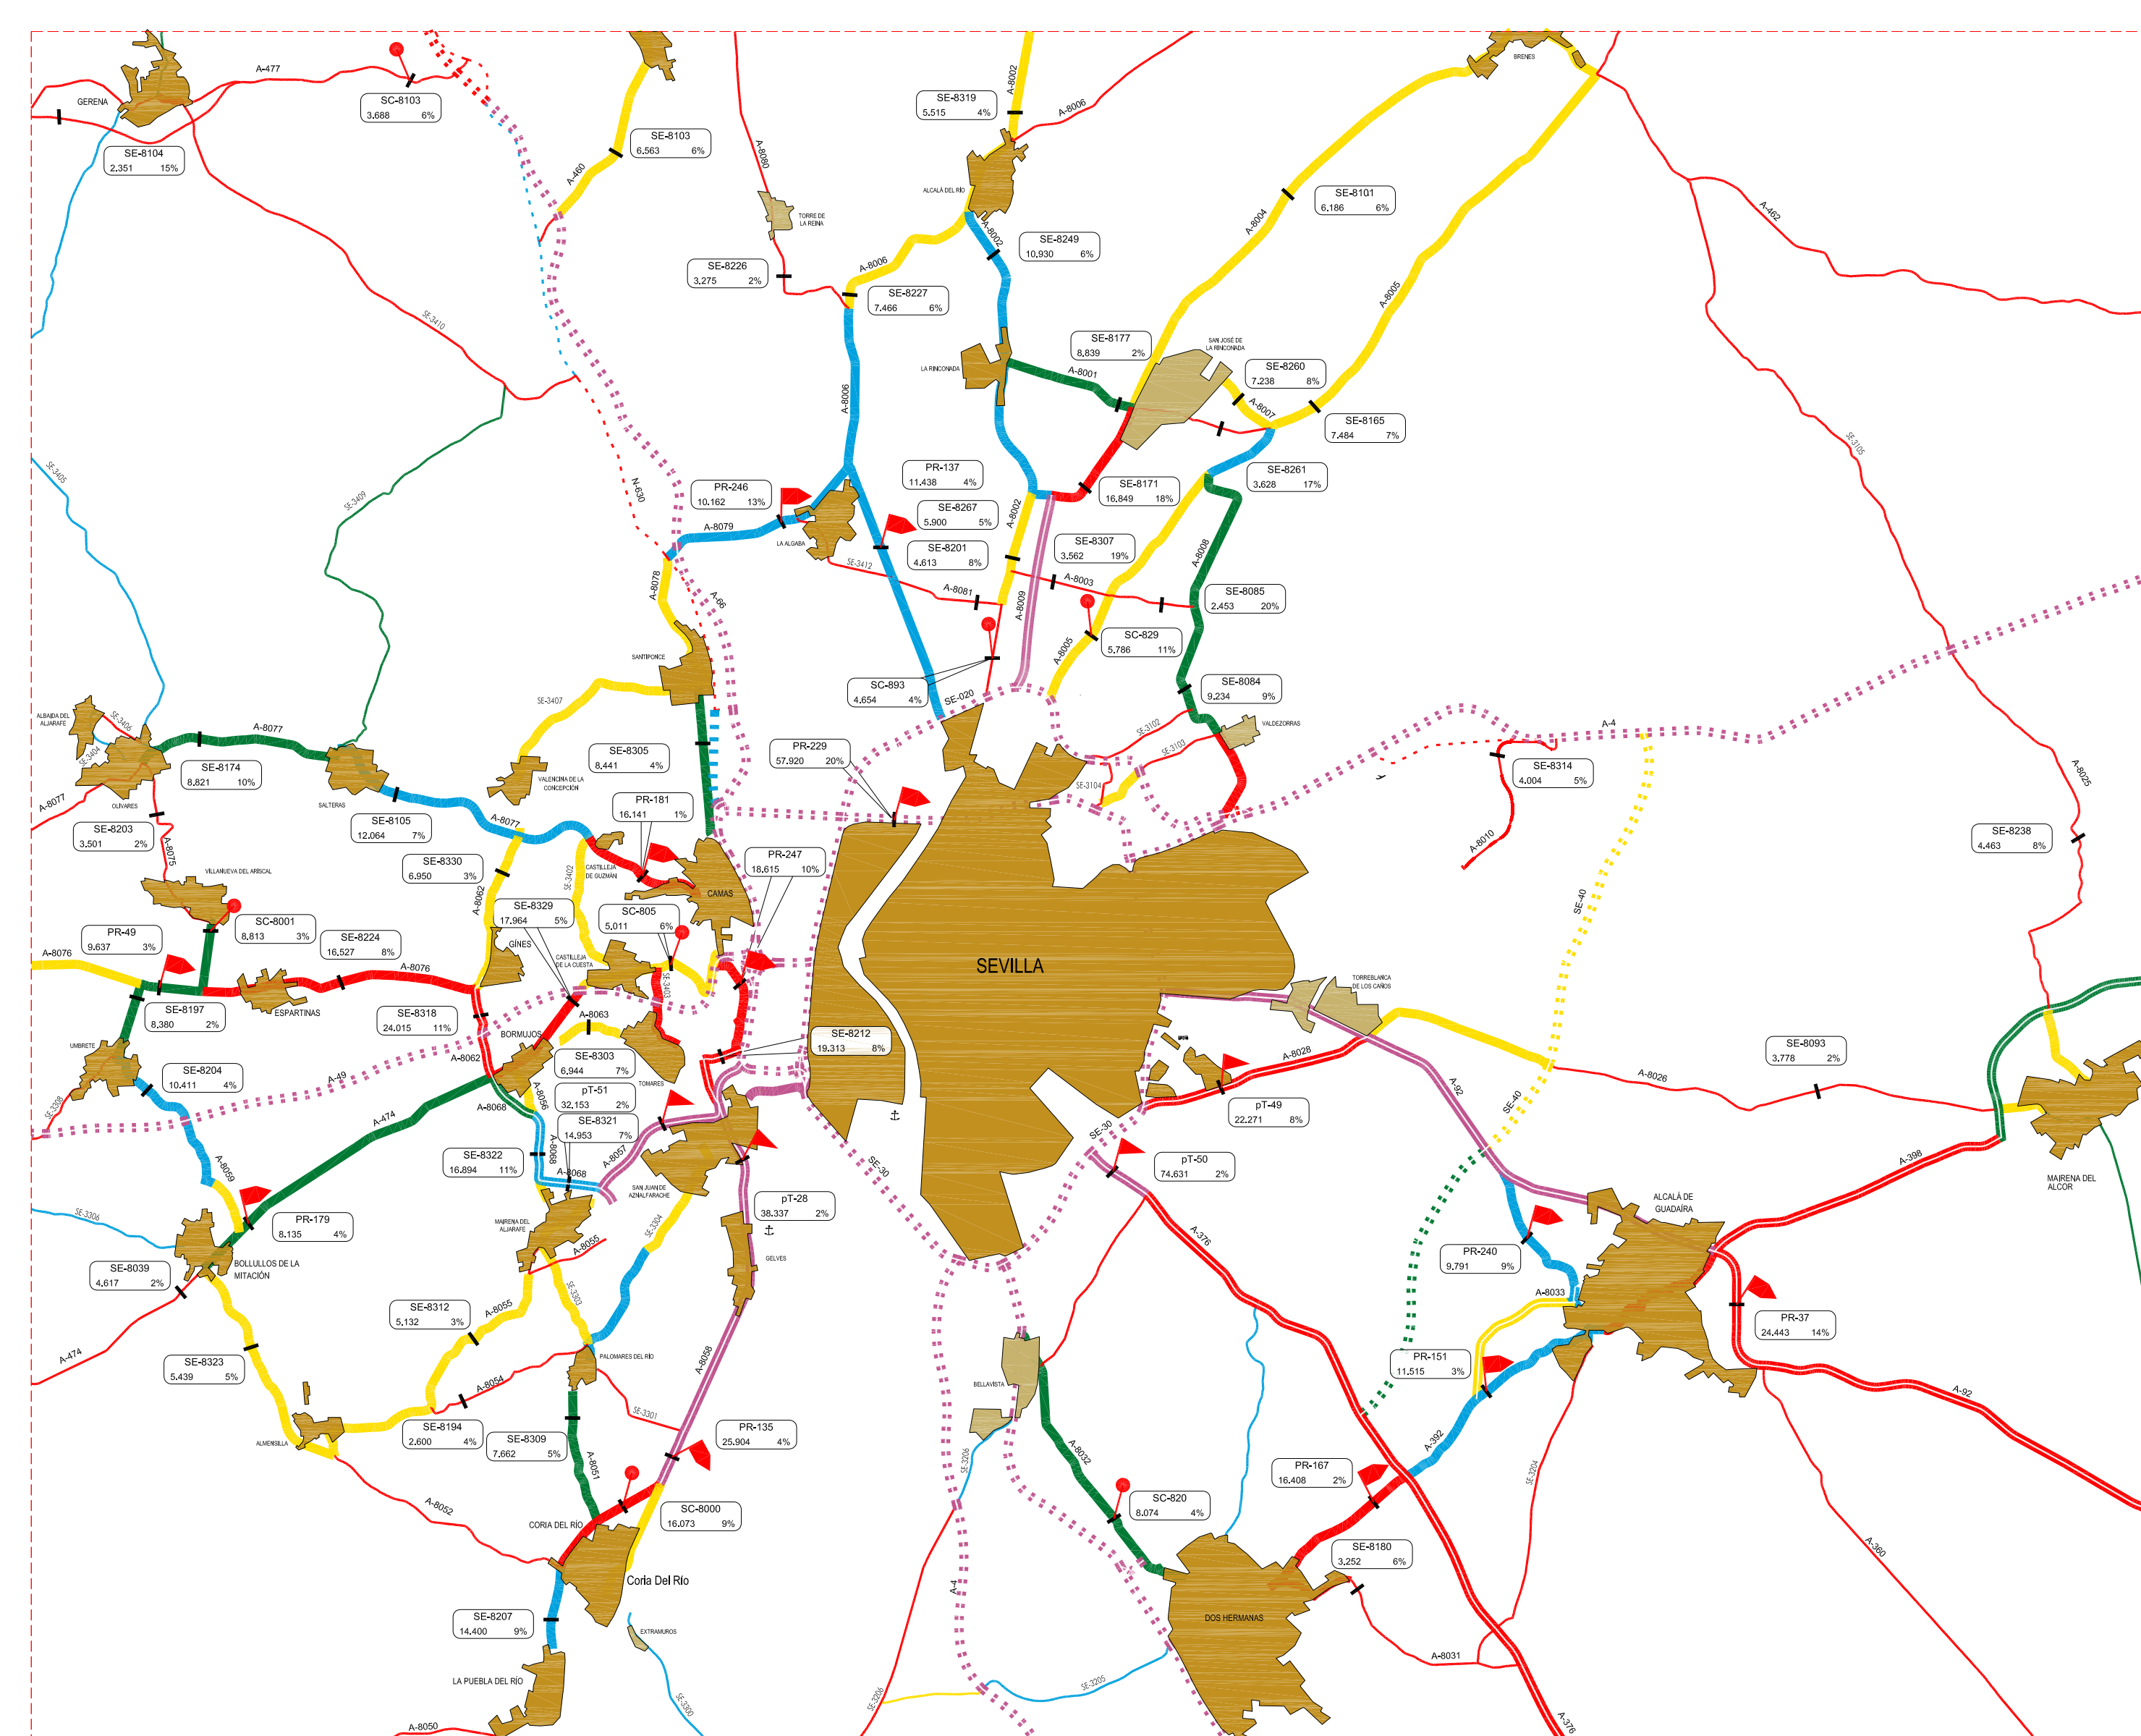 BRENES
A-477
GERENA
SC-8103
3.688 6%
SE-8104
2.351 15%
SE-8103
6.563 6%
A-460
A-8080
TORRE DE
LA REINA
SE-8319
5.515 4%
A-8002
A-8006
ALCALÁ DEL RÍO
SE-8101
6.186 6%
A-8004
A-462
SE-8249
10.930 6%
A-8002
SE-8226
3.275 2%
A-8006
SE-8227
7.466 6%
A-8005
SE-3410
SE-8177
8.839 2%
SAN JOSÉ DE
LA RINCONADA
LA RINCONADA
A-8001
SE-8260
7.238 8%
A-8007
A-8006
SE-8165
7.484 7%
SE-3105
SE-3405
SE-3409
N-630
PR-246
10.162 13%
PR-137
11.438 4%
SE-8261
3.628 17%
SE-8171
16.849 18%
SE-8267
5.900 5%
A-8002
A-8079
LA ALGABA
SE-8201
4.613 8%
SE-8307
3.562 19%
A-8008
SE-3412
A-8078
A-8081
A-8003
A-8009
A-66
SE-8085
2.453 20%
SC-829
5.786 11%
A-8005
SANTIPONCE
SC-893
4.654 4%
SE-020
SE-8084
9.234 9%
VALDEZORRAS
SE-3407
ALBAIDA DEL
ALJARAFE
SE-3406
SE-3404
A-8077
SE-3102
SE-3103
SE-3104
A-4
SE-8305
8.441 4%
PR-229
57.920 20%
SE-8314
4.004 5%
A-8025
SE-8174
8.821 10%
VALENCINA DE LA
CONCEPCIÓN
OLIVARES
SALTERAS
A-8077
PR-181
16.141 1%
SE-8203
3.501 2%
SE-8105
12.064 7%
A-8077
A-8010
SE-8238
4.463 8%
A-8075
SE-8330
6.950 3%
SE-3402
CASTILLEJA
DE GUZMÁN
PR-247
18.615 10%
VILLANUEVA DEL ARISCAL
A-8062
CAMAS
SE-40
SC-8001
8.813 3%
SE-8329
17.964 5%
SC-805
5.011 6%
PR-49
9.637 3%
SE-8224
16.527 8%
GÍNES
A-8076
A-8076
CASTILLEJA
DE LA CUESTA
SE-3403
SEVILLA
TORREBLANCA
DE LOS CAÑOS
SE-8197
8.380 2%
ESPARTINAS
SE-8318
24.015 11%
A-8063
BORMUJOS
UMBRETE
A-8062
SE-8212
19.313 8%
SE-8303
6.944 7%
A-8028
SE-8093
3.778 2%
A-8026
SE-8204
10.411 4%
A-49
TOMARES
SE-3308
A-8068
A-8056
pT-51
32.153 2%
A-92
SE-40
pT-49
22.271 8%
A-474
SE-8321
14.953 7%
SE-30
SE-30
SE-8322
16.894 11%
A-8068
A-8068
A-8057
pT-50
74.631 2%
A-398
MAIRENA DEL
ALCOR
A-8059
SAN JUAN DE
AZNALFARACHE
pT-28
38.337 2%
ALCALÁ DE
GUADAÍRA
SE-3306
PR-179
8.135 4%
MAIRENA DEL
ALJARAFE
SE-3304
A-8055
A-376
PR-240
9.791 9%
GELVES
SE-8039
4.617 2%
BOLLULLOS DE LA
MITACIÓN
SE-3303
A-8033
SE-8312
5.132 3%
A-8055
PR-37
24.443 14%
A-474
SE-8323
5.439 5%
PALOMARES DEL RÍO
A-8058
PR-151
11.515 3%
A-8054
BELLAVISTA
A-92
SE-3301
SE-8194
2.600 4%
PR-135
25.904 4%
SE-8309
7.662 5%
ALMENSILLA
A-8051
A-8032
A-392
SE-3206
PR-167
16.408 2%
SE-3204
A-8052
SC-8000
16.073 9%
SC-820
8.074 4%
CORIA DEL RÍO
SE-8180
3.252 6%
A-360
Coria Del Río
A-4
SE-8207
14.400 9%
DOS HERMANAS
EXTRAMUROS
A-8031
LA PUEBLA DEL RÍO
SE-3205
SE-3206
SE-3300
A-8050
A-376